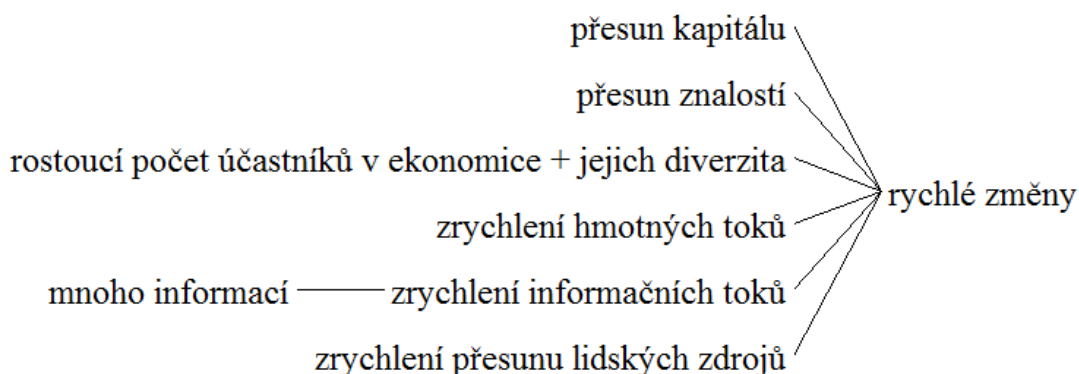 přesun kapitálu
přesun znalostí
rostoucí počet účastníků v ekonomice + jejich diverzita
rychlé změny
zrychlení hmotných toků
mnoho informací
zrychlení informačních toků
zrychlení přesunu lidských zdrojů